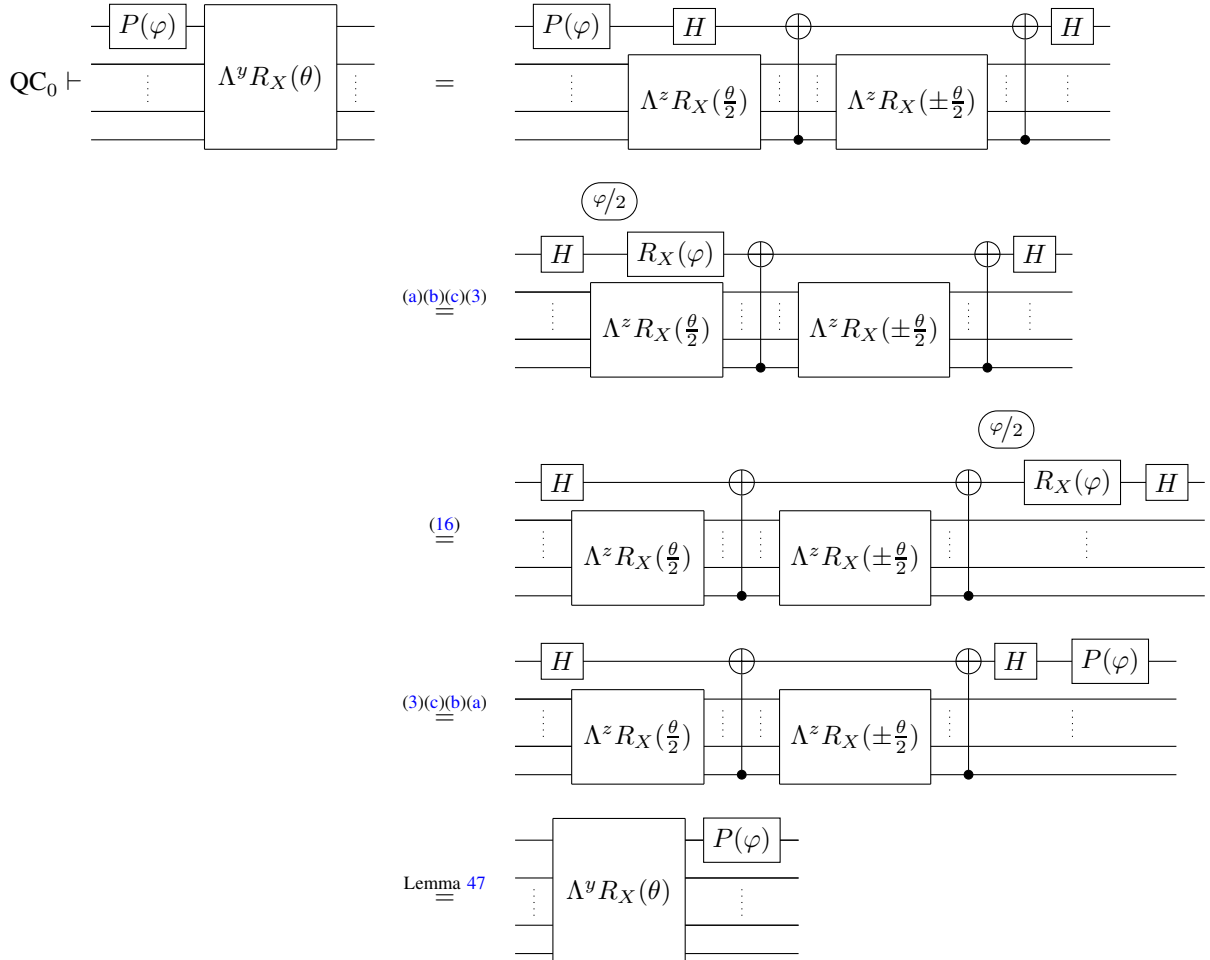 QC₀ ⊢ P(φ) Λ^y R_X(θ) = P(φ) H Λ^z R_X(θ/2) Λ^z R_X(±θ/2) H
φ/2
(a)(b)(c)(3) = H R_X(φ) Λ^z R_X(θ/2) Λ^z R_X(±θ/2) H
φ/2
(16) = H Λ^z R_X(θ/2) Λ^z R_X(±θ/2) R_X(φ) H
(3)(c)(b)(a) = H Λ^z R_X(θ/2) Λ^z R_X(±θ/2) H P(φ)
Lemma 47 = Λ^y R_X(θ) P(φ)